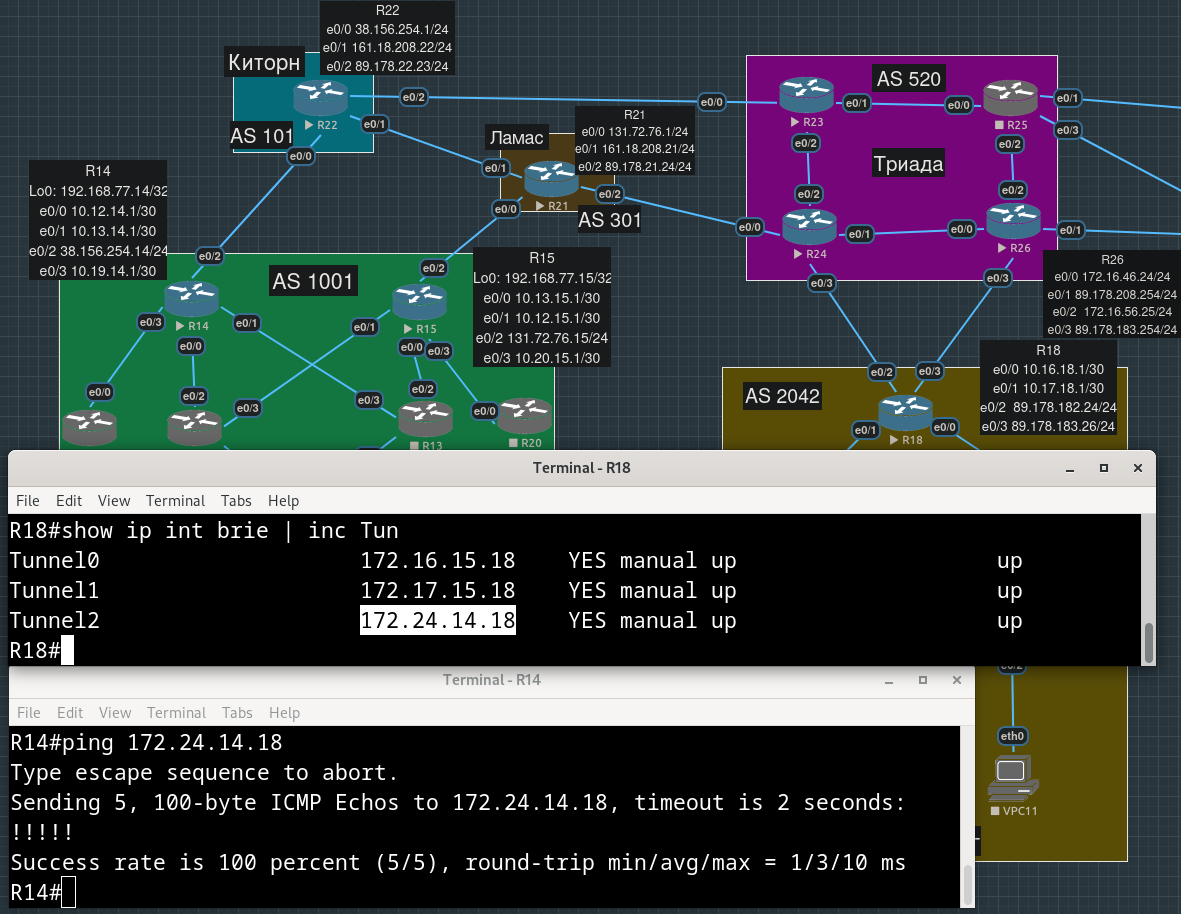 R22
e0/0 38.156.254.1/24
e0/1 161.18.208.22/24
e0/2 89.178.22.23/24
Киторн
R22
AS 101
e0/2
e0/1
e0/0
R21
e0/0 131.72.76.1/24
e0/1 161.18.208.21/24
e0/2 89.178.21.24/24
Ламас
e0/1
R21
e0/2
e0/0
AS 301
AS 520
e0/0
R23
e0/1
e0/0
R25
e0/1
e0/3
e0/2
e0/2
Триада
e0/2
e0/2
e0/0
R24
e0/1
e0/0
R26
e0/1
e0/3
e0/3
R14
Lo0: 192.168.77.14/32
e0/0 10.12.14.1/30
e0/1 10.13.14.1/30
e0/2 38.156.254.14/24
e0/3 10.19.14.1/30
R15
Lo0: 192.168.77.15/32
e0/0 10.13.15.1/30
e0/1 10.12.15.1/30
e0/2 131.72.76.15/24
e0/3 10.20.15.1/30
R26
e0/0 172.16.46.24/24
e0/1 89.178.208.254/24
e0/2  172.16.56.25/24
e0/3 89.178.183.254/24
AS 1001
e0/2
e0/2
R14
R15
e0/3
e0/1
e0/1
e0/0
e0/0
e0/3
e0/0
e0/2
e0/3
e0/3
e0/2
e0/0
R13
R20
R18
e0/0 10.16.18.1/30
e0/1 10.17.18.1/30
e0/2  89.178.182.24/24
e0/3 89.178.183.26/24
AS 2042
e0/2
e0/3
e0/1
e0/0
R18
Terminal - R18
File Edit View Terminal Tabs Help
R18#show ip int brie | inc Tun
Tunnel0 172.16.15.18 YES manual up up
Tunnel1 172.17.15.18 YES manual up up
Tunnel2 172.24.14.18 YES manual up up
R18#
Terminal - R14
File Edit View Terminal Tabs Help
R14#ping 172.24.14.18
Type escape sequence to abort.
Sending 5, 100-byte ICMP Echos to 172.24.14.18, timeout is 2 seconds:
!!!!!
Success rate is 100 percent (5/5), round-trip min/avg/max = 1/3/10 ms
R14#
e0/2
eth0
VPC11